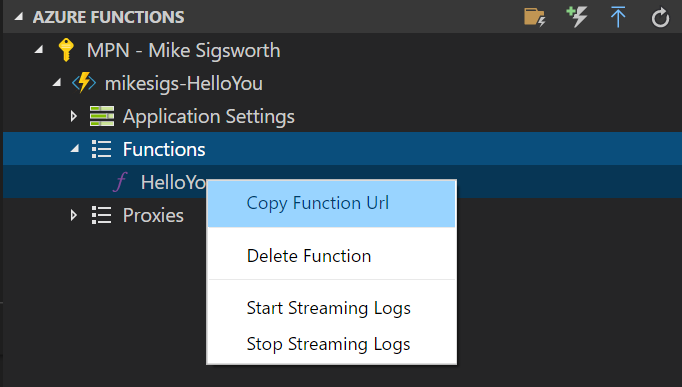 AZURE FUNCTIONS
MPN - Mike Sigsworth
mikesigs-HelloYou
Application Settings
Functions
HelloYo
Copy Function Url
Proxies
Delete Function
Start Streaming Logs
Stop Streaming Logs